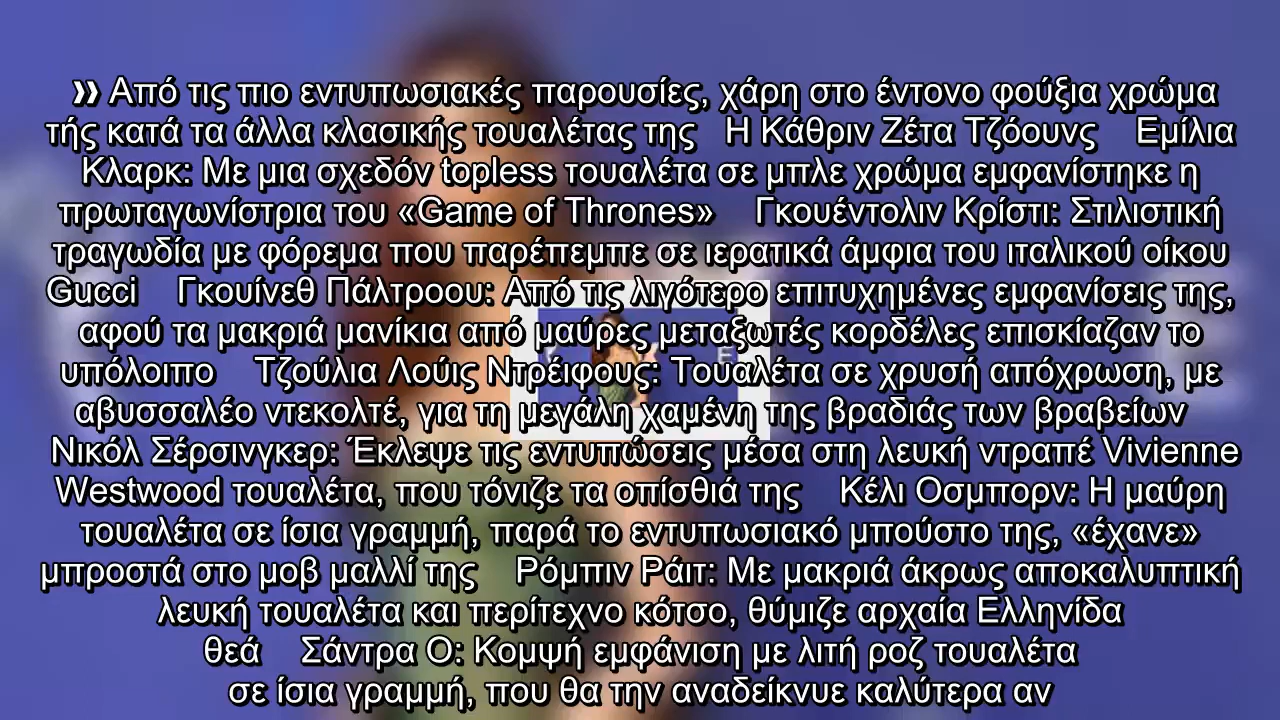 » Από τις πιο εντυπωσιακές παρουσίες, χάρη στο έντονο φούξια χρώμα
τής κατά τα άλλα κλασικής τουαλέτας της Η Κάθριν Ζέτα Τζόουνς Εμίλια
Κλαρκ: Με μια σχεδόν topless τουαλέτα σε μπλε χρώμα εμφανίστηκε η
πρωταγωνίστρια του «Game of Thrones» Γκουέντολιν Κρίστι: Στιλιστική
τραγωδία με φόρεμα που παρέπεμπε σε ιερατικά άμφια του ιταλικού οίκου
Gucci Γκουίνεθ Πάλτροου: Από τις λιγότερο επιτυχημένες εμφανίσεις της,
αφού τα μακριά μανίκια από μαύρες μεταξωτές κορδέλες επισκίαζαν το
υπόλοιπο Τζούλια Λούις Ντρέιφους: Τουαλέτα σε χρυσή απόχρωση, με
αβυσσαλέο ντεκολτέ, για τη μεγάλη χαμένη της βραδιάς των βραβείων
Νικόλ Σέρσινγκερ: Έκλεψε τις εντυπώσεις μέσα στη λευκή ντραπέ Vivienne
Westwood τουαλέτα, που τόνιζε τα οπίσθιά της Κέλι Οσμπορν: Η μαύρη
τουαλέτα σε ίσια γραμμή, παρά το εντυπωσιακό μπούστο της, «έχανε»
μπροστά στο μοβ μαλλί της Ρόμπιν Ράιτ: Με μακριά άκρως αποκαλυπτική
λευκή τουαλέτα και περίτεχνο κότσο, θύμιζε αρχαία Ελληνίδα
θεά Σάντρα Ο: Κομψή εμφάνιση με λιτή ροζ τουαλέτα
σε ίσια γραμμή, που θα την αναδείκνυε καλύτερα αν